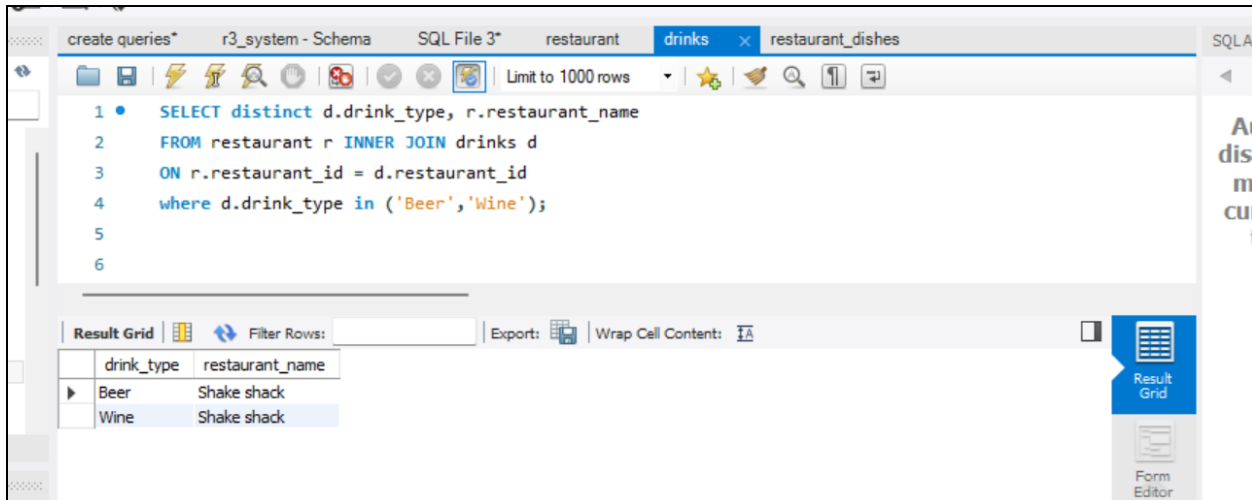 create queries* r3_system - Schema SQL File 3* restaurant drinks × restaurant_dishes
SQLA
Limit to 1000 rows
1 SELECT distinct d.drink_type, r.restaurant_name
2 FROM restaurant r INNER JOIN drinks d
3 ON r.restaurant_id = d.restaurant_id
4 where d.drink_type in ('Beer','Wine');
5
6
dis
cu
Result Grid Filter Rows: Export: Wrap Cell Content: IA
drink_type restaurant_name
Beer Shake shack
Wine Shake shack
Result
Grid
Form
Editor